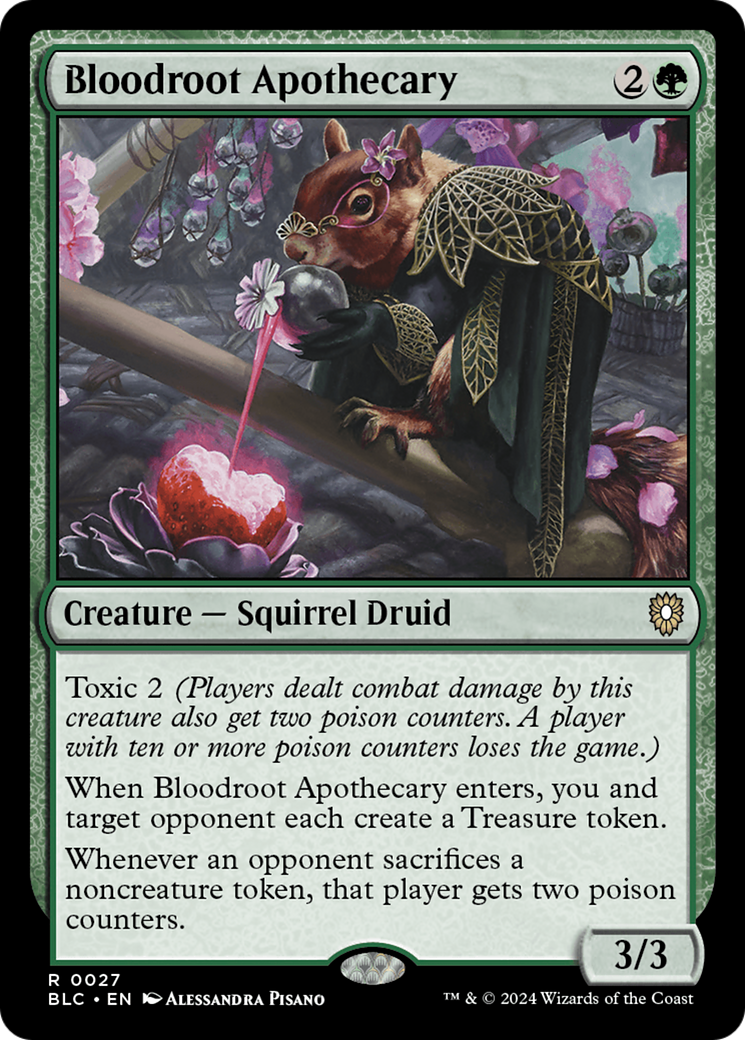 Bloodroot Apothecary 2
Creature — Squirrel Druid
Toxic 2 (Players dealt combat damage by this
creature also get two poison counters. A player
with ten or more poison counters loses the game.)
When Bloodroot Apothecary enters, you and
target opponent each create a Treasure token.
Whenever an opponent sacrifices a
noncreature token, that player gets two poison
counters.
3/3
R 0027
BLC • EN Alessandra Pisano
™ & © 2024 Wizards of the Coast